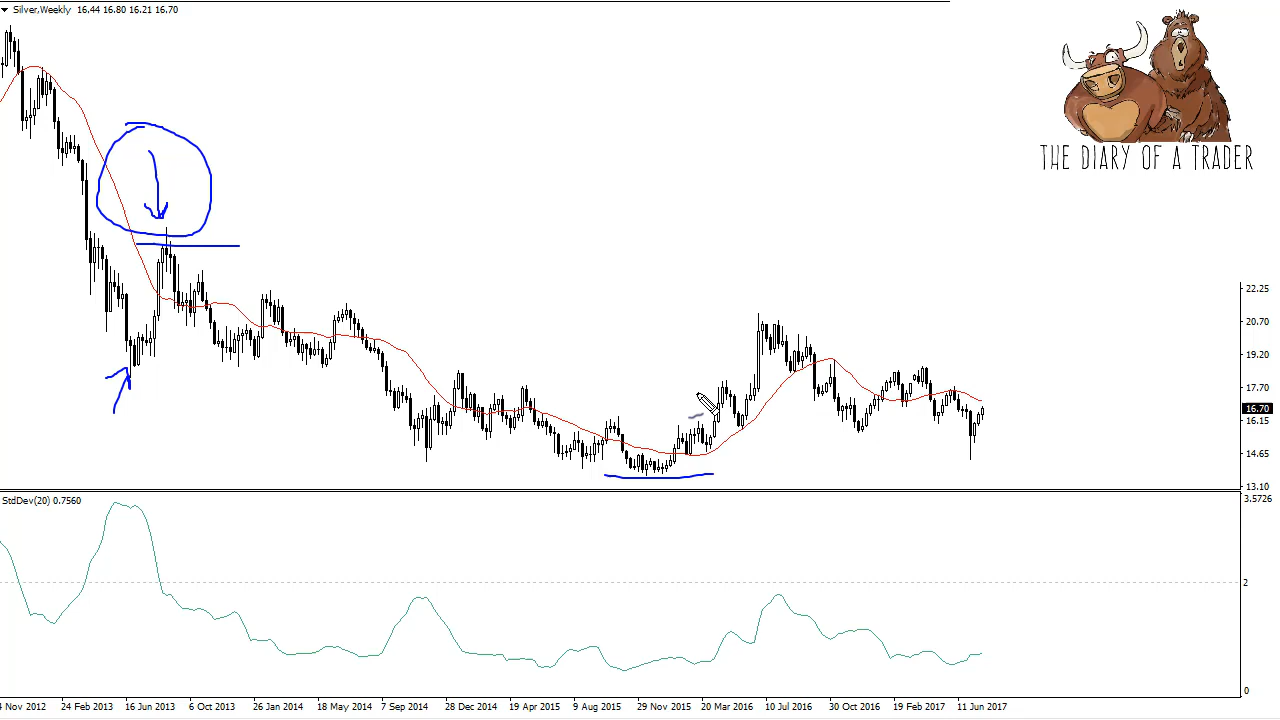 Silver,Weekly 16.44 16.80 16.21 16.70
THE DIARY OF A TRADER
22.25
20.70
19.20
17.70
16.70
16.15
14.65
13.10
StdDev(20) 0.7560
3.5726
2
0
4 Nov 2012 24 Feb 2013 16 Jun 2013 6 Oct 2013 26 Jan 2014 18 May 2014 7 Sep 2014 28 Dec 2014 19 Apr 2015 9 Aug 2015 29 Nov 2015 20 Mar 2016 10 Jul 2016 30 Oct 2016 19 Feb 2017 11 Jun 2017